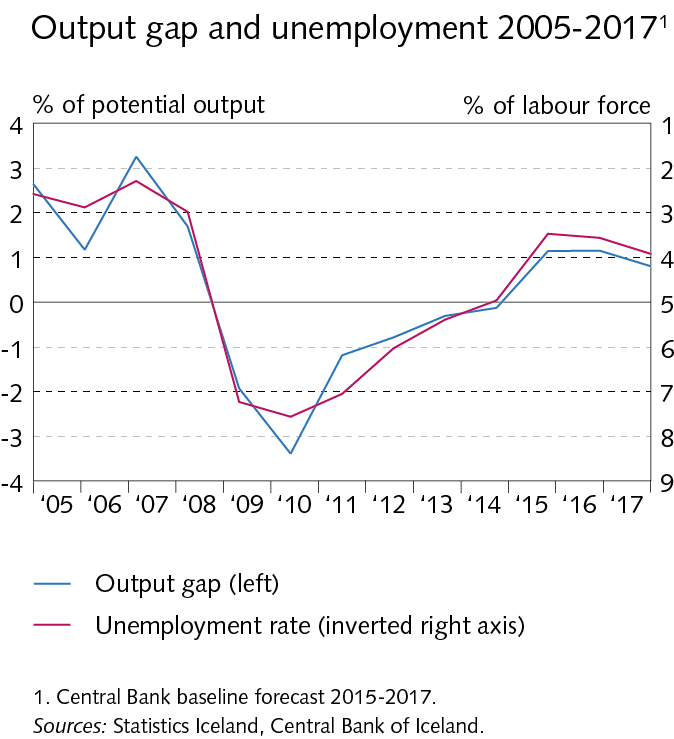 Output gap and unemployment 2005-2017¹
% of potential output % of labour force
4 1
3 2
2 3
1 4
0 5
-1 6
-2 7
-3 8
-4 9
‘05 ‘06 ‘07 ‘08 ‘09 ‘10 ‘11 ‘12 ‘13 ‘14 ‘15 ‘16 ‘17
Output gap (left)
Unemployment rate (inverted right axis)
1. Central Bank baseline forecast 2015-2017.
Sources: Statistics Iceland, Central Bank of Iceland.